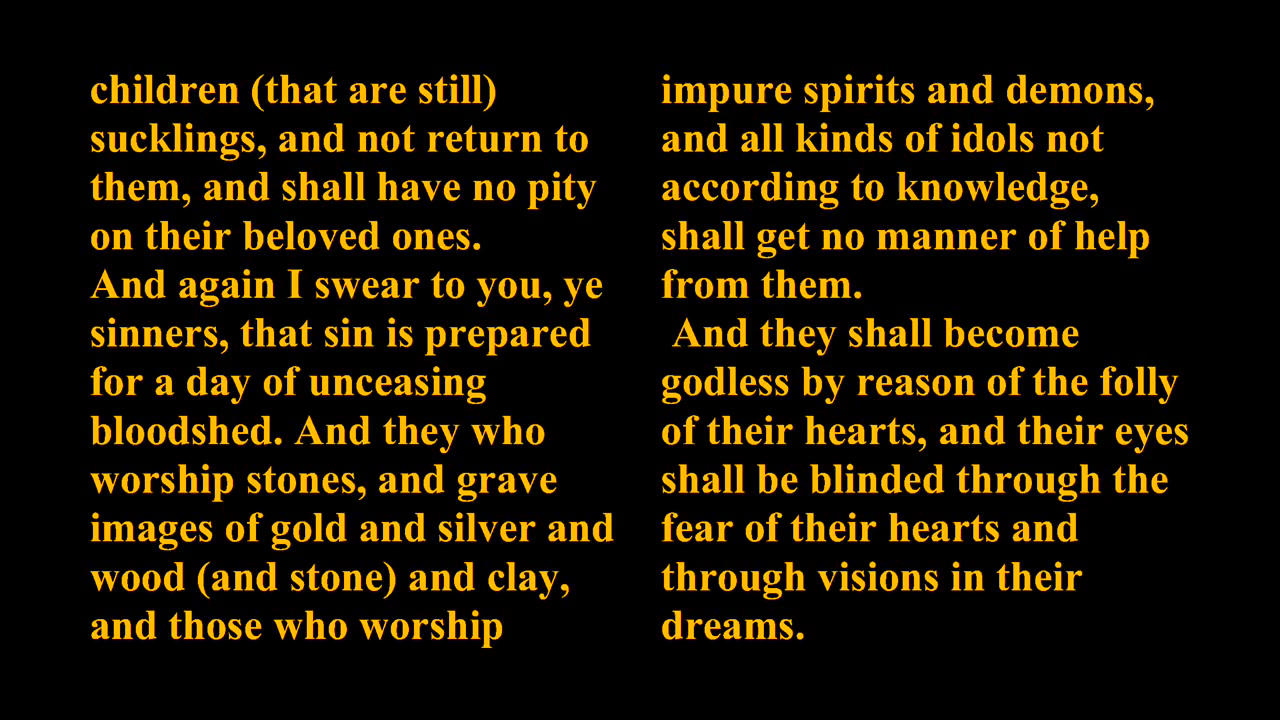 children (that are still)
sucklings, and not return to
them, and shall have no pity
on their beloved ones.
And again I swear to you, ye
sinners, that sin is prepared
for a day of unceasing
bloodshed. And they who
worship stones, and grave
images of gold and silver and
wood (and stone) and clay,
and those who worship
impure spirits and demons,
and all kinds of idols not
according to knowledge,
shall get no manner of help
from them.
And they shall become
godless by reason of the folly
of their hearts, and their eyes
shall be blinded through the
fear of their hearts and
through visions in their
dreams.